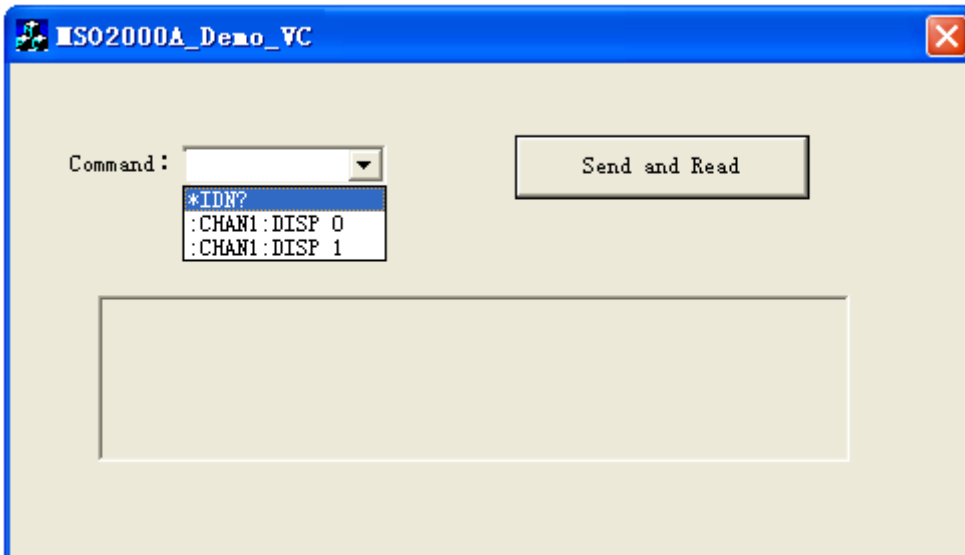 MSO2000A_Demo_VC
Command:
Send and Read
*IDN?
:CHAN1:DISP 0
:CHAN1:DISP 1